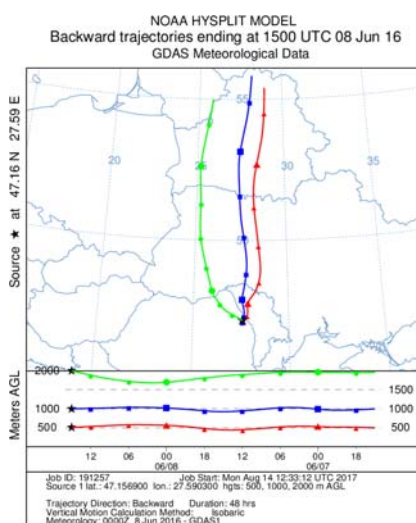 NOAA HYSPLIT MODEL
Backward trajectories ending at 1500 UTC 08 Jun 16
GDAS Meteorological Data
Source ★ at 47.16 N 27.59 E
55
20
25
30
35
50
Meters AGL
2000
1500
1000
1000
500
500
12 06 00 18 12 06 00 18
06/08 06/07
Job ID: 191257 Job Start: Mon Aug 14 12:33:12 UTC 2017
Source 1 lat.: 47.156900 lon.: 27.590300 hgts: 500, 1000, 2000 m AGL
Trajectory Direction: Backward Duration: 48 hrs
Vertical Motion Calculation Method: Isobaric
Meteorology: 0000Z 8 Jun 2016 - GDAS1